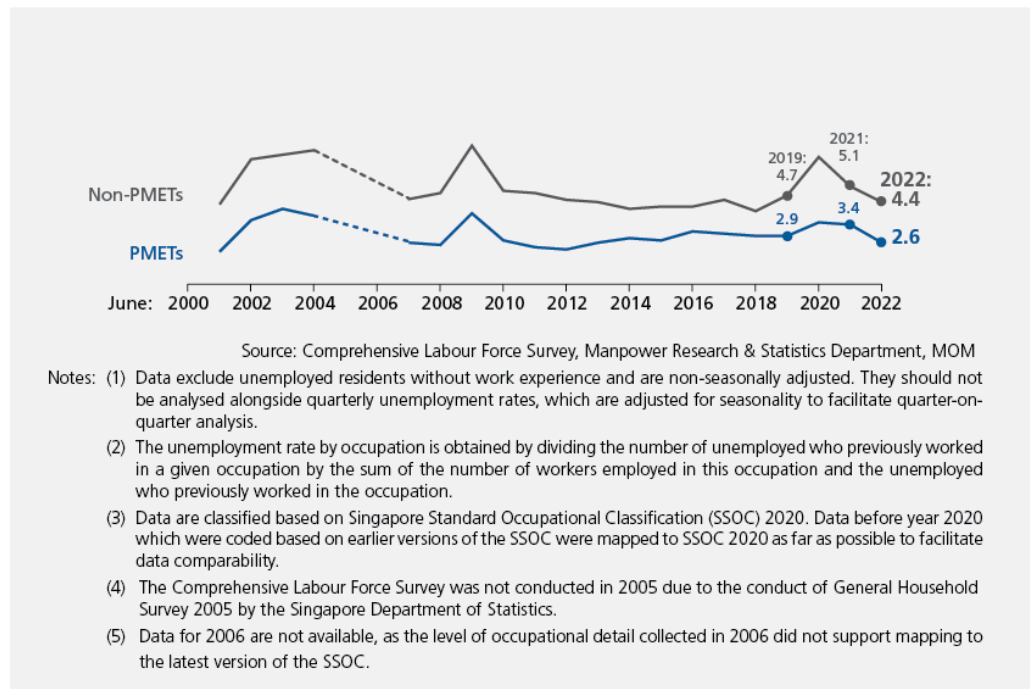 2021:
5.1
2019:
4.7
2022:
4.4
Non-PMETs
3.4
2.9
2.6
PMETs
June: 2000 2002 2004 2006 2008 2010 2012 2014 2016 2018 2020 2022
Source: Comprehensive Labour Force Survey, Manpower Research & Statistics Department, MOM
Notes: (1) Data exclude unemployed residents without work experience and are non-seasonally adjusted. They should not
be analysed alongside quarterly unemployment rates, which are adjusted for seasonality to facilitate quarter-on-
quarter analysis.
(2) The unemployment rate by occupation is obtained by dividing the number of unemployed who previously worked
in a given occupation by the sum of the number of workers employed in this occupation and the unemployed
who previously worked in the occupation.
(3) Data are classified based on Singapore Standard Occupational Classification (SSOC) 2020. Data before year 2020
which were coded based on earlier versions of the SSOC were mapped to SSOC 2020 as far as possible to facilitate
data comparability.
(4) The Comprehensive Labour Force Survey was not conducted in 2005 due to the conduct of General Household
Survey 2005 by the Singapore Department of Statistics.
(5) Data for 2006 are not available, as the level of occupational detail collected in 2006 did not support mapping to
the latest version of the SSOC.